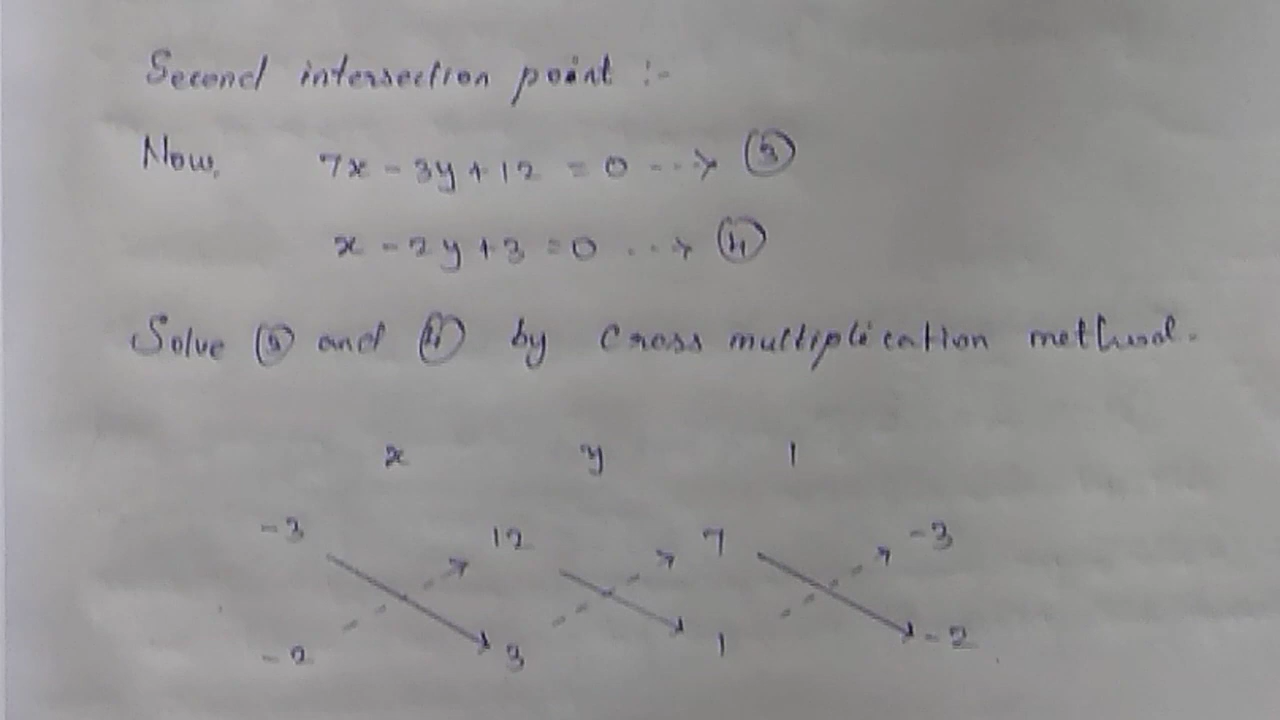 Second intersection point :-
Now, 7x - 3y + 12 = 0 --> (3)
x - 2y + 3 = 0 --> (4)
Solve (3) and (4) by cross multiplication method.
x y 1
-3 12 7 -3
-2 3 1 -2